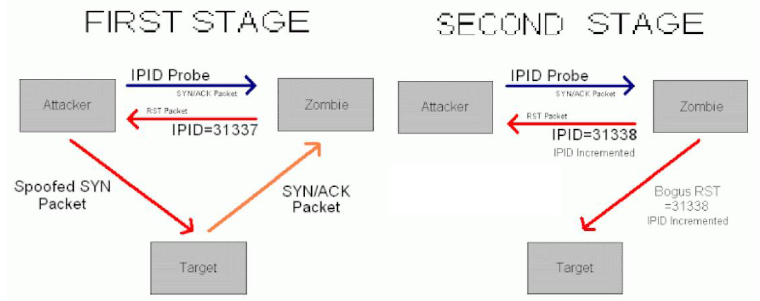 FIRST STAGE
IPID Probe
SYN/ACK Packet
Attacker
Zombie
RST Packet
IPID=31337
Spoofed SYN
Packet
SYN/ACK
Packet
Target
SECOND STAGE
IPID Probe
SYN/ACK Packet
Attacker
Zombie
RST Packet
IPID=31338
IPID Incremented
Bogus RST
=31338
IPID Incremented
Target